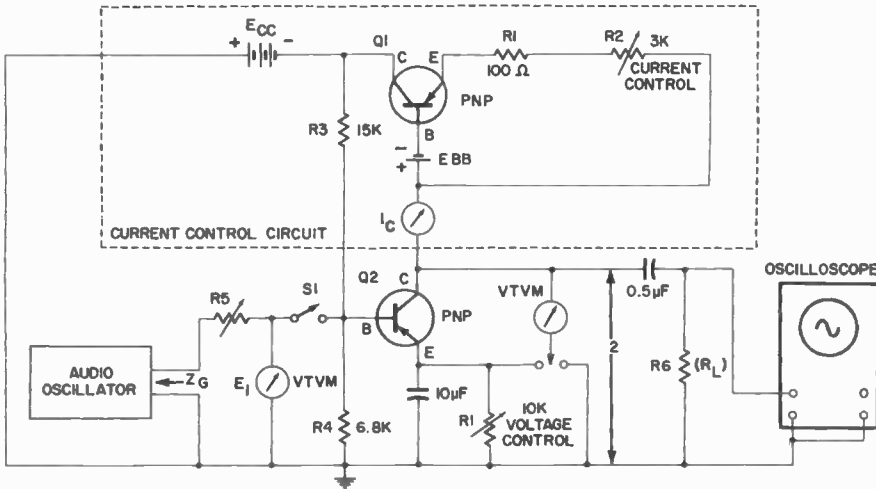 ECC
+ -
Q1
C
E
R1
100 Ω
R2
3K
CURRENT
CONTROL
PNP
B
R3
15K
-
+
EBB
IC
CURRENT CONTROL CIRCUIT
Q2
C
PNP
B
E
S1
R5
AUDIO
OSCILLATOR
ZG
E1
VTVM
R4
6.8K
10µF
R1
10K
VOLTAGE
CONTROL
VTVM
0.5µF
2
R6
(RL)
OSCILLOSCOPE